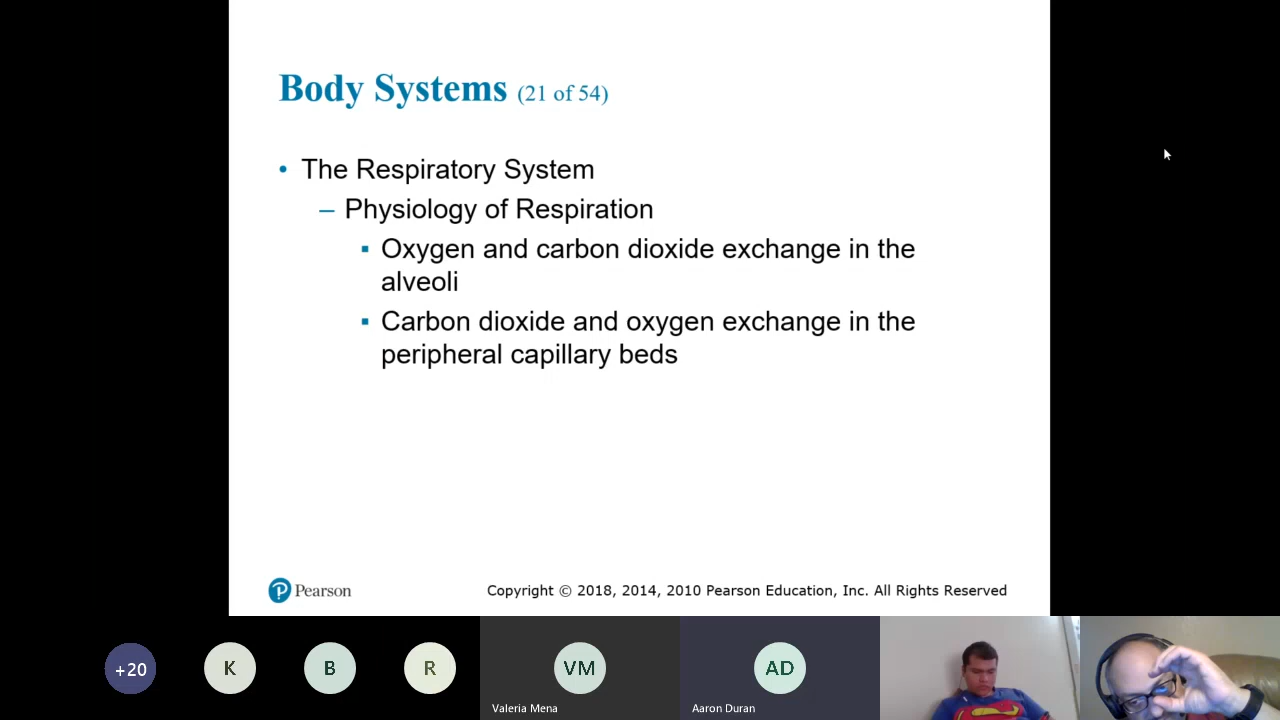 Body Systems (21 of 54)
• The Respiratory System
– Physiology of Respiration
▪ Oxygen and carbon dioxide exchange in the
alveoli
▪ Carbon dioxide and oxygen exchange in the
peripheral capillary beds
Pearson
Copyright © 2018, 2014, 2010 Pearson Education, Inc. All Rights Reserved
+20
K
B
R
VM
AD
Valeria Mena
Aaron Duran